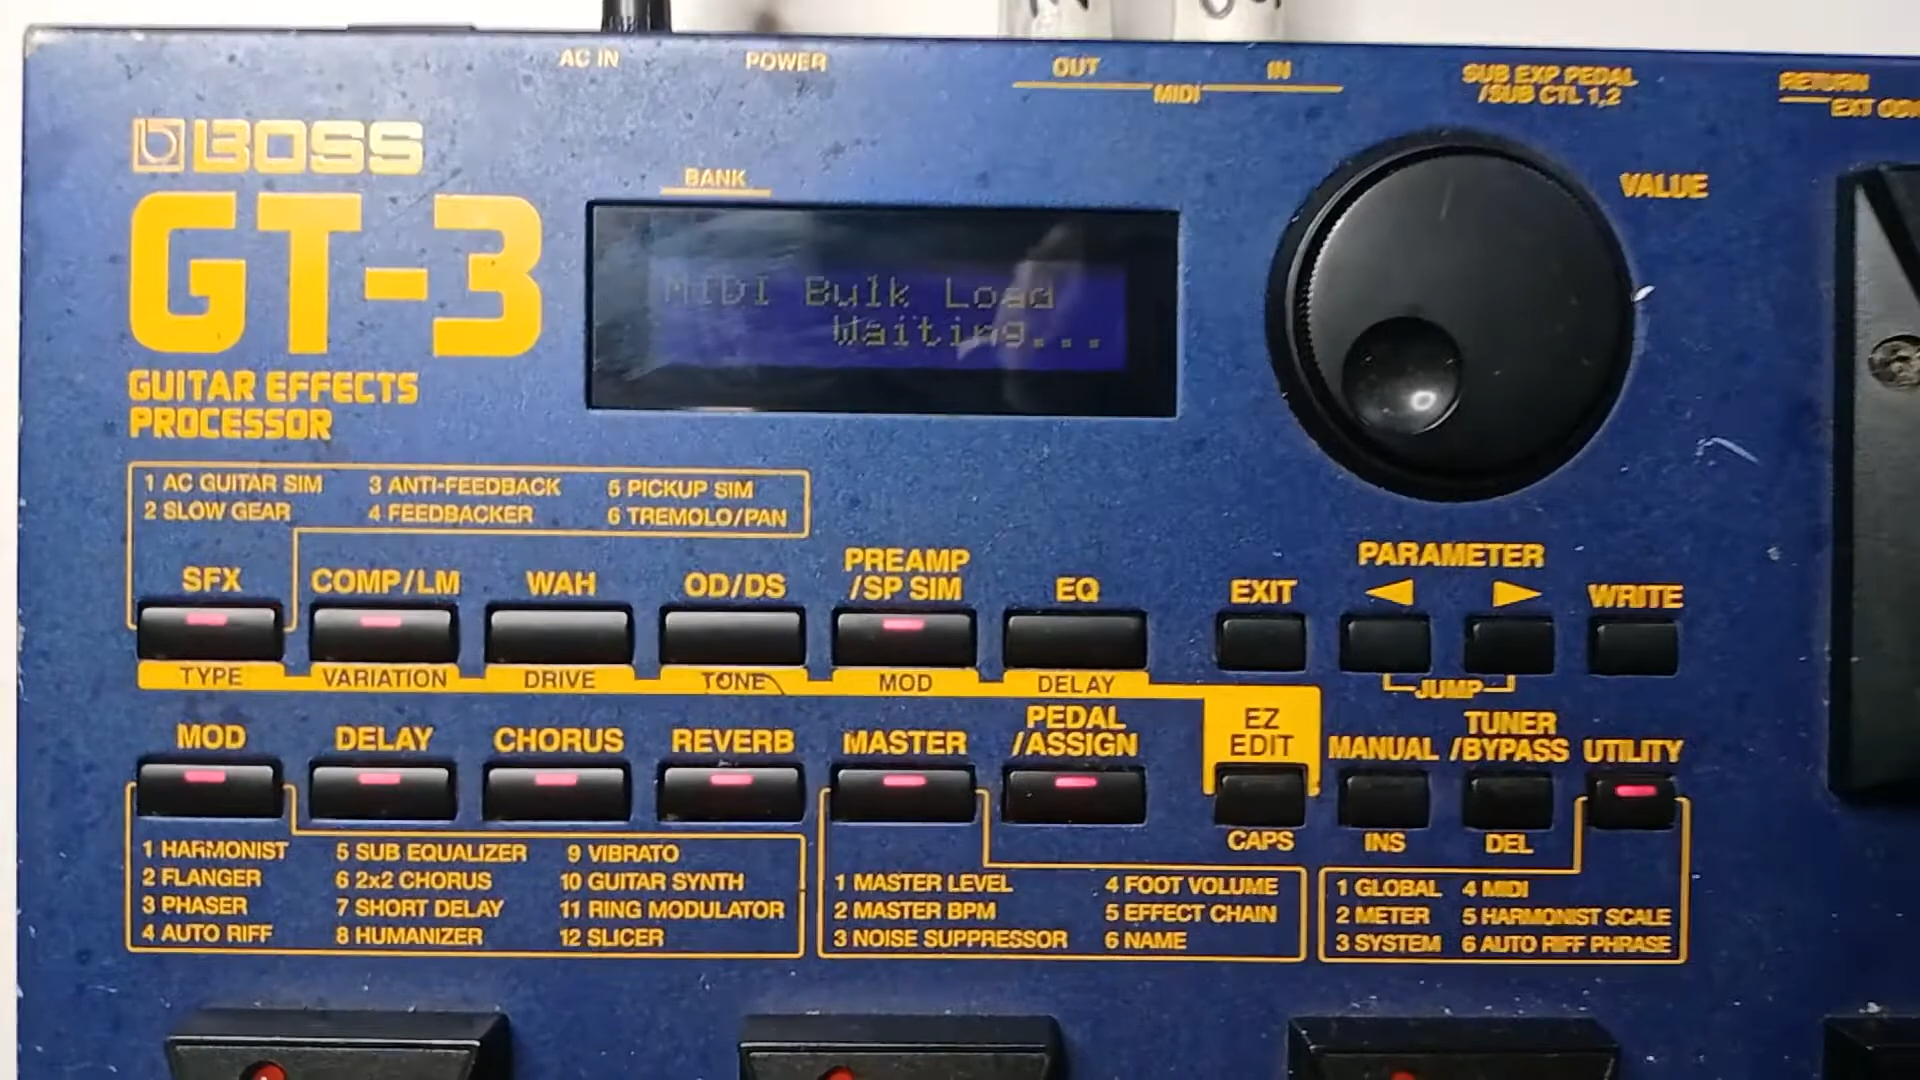 AC IN
POWER
OUT
IN
MIDI
SUB EXP PEDAL
/SUB CTL 1,2
RETURN
EXT
BOSS
GT-3
GUITAR EFFECTS
PROCESSOR
BANK
MIDI Bulk Load
Waiting...
VALUE
1 AC GUITAR SIM 3 ANTI-FEEDBACK 5 PICKUP SIM
2 SLOW GEAR 4 FEEDBACKER 6 TREMOLO/PAN
SFX
COMP/LM
WAH
OD/DS
PREAMP
/SP SIM
EQ
EXIT
PARAMETER
WRITE
TYPE
VARIATION
DRIVE
TONE
MOD
DELAY
JUMP
MOD
DELAY
CHORUS
REVERB
MASTER
PEDAL
/ASSIGN
EZ
EDIT
MANUAL
TUNER
/BYPASS
UTILITY
CAPS
INS
DEL
1 HARMONIST 5 SUB EQUALIZER 9 VIBRATO
2 FLANGER 6 2x2 CHORUS 10 GUITAR SYNTH
3 PHASER 7 SHORT DELAY 11 RING MODULATOR
4 AUTO RIFF 8 HUMANIZER 12 SLICER
1 MASTER LEVEL 4 FOOT VOLUME
2 MASTER BPM 5 EFFECT CHAIN
3 NOISE SUPPRESSOR 6 NAME
1 GLOBAL 4 MIDI
2 METER 5 HARMONIST SCALE
3 SYSTEM 6 AUTO RIFF PHRASE